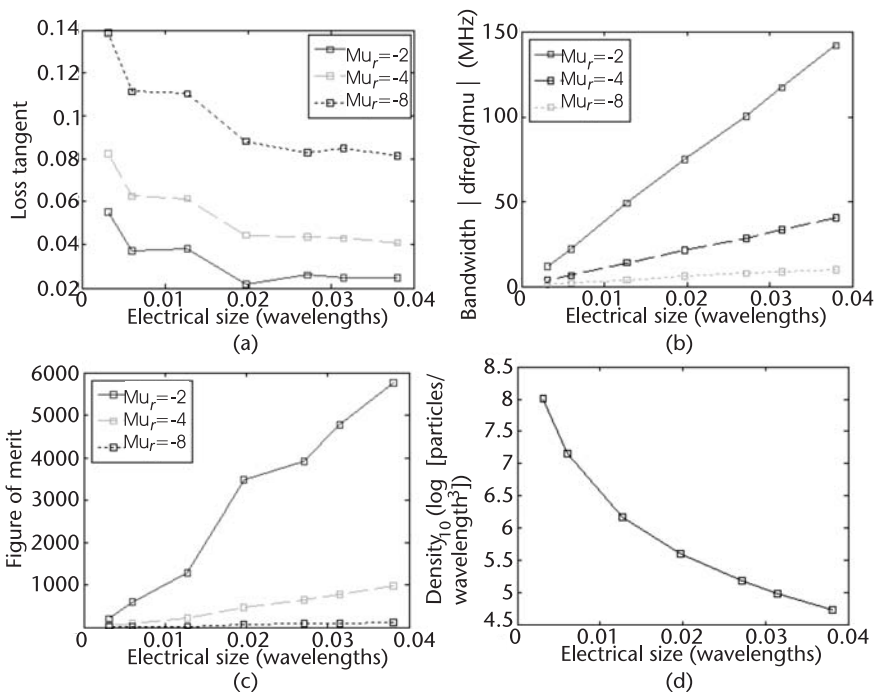 0.14
0.12
0.1
0.08
0.06
0.04
0.02
Loss tangent
Mu_r=-2
Mu_r=-4
Mu_r=-8
0 0.01 0.02 0.03 0.04
Electrical size (wavelengths)
(a)
150
100
50
0
Bandwidth | dfreq/dmu | (MHz)
Mu_r=-2
Mu_r=-4
Mu_r=-8
0 0.01 0.02 0.03 0.04
Electrical size (wavelengths)
(b)
6000
5000
4000
3000
2000
1000
Figure of merit
Mu_r=-2
Mu_r=-4
Mu_r=-8
0 0.01 0.02 0.03 0.04
Electrical size (wavelengths)
(c)
8.5
8
7.5
7
6.5
6
5.5
5
4.5
Density_10 (log [particles/
wavelength^3])
0 0.01 0.02 0.03 0.04
Electrical size (wavelengths)
(d)